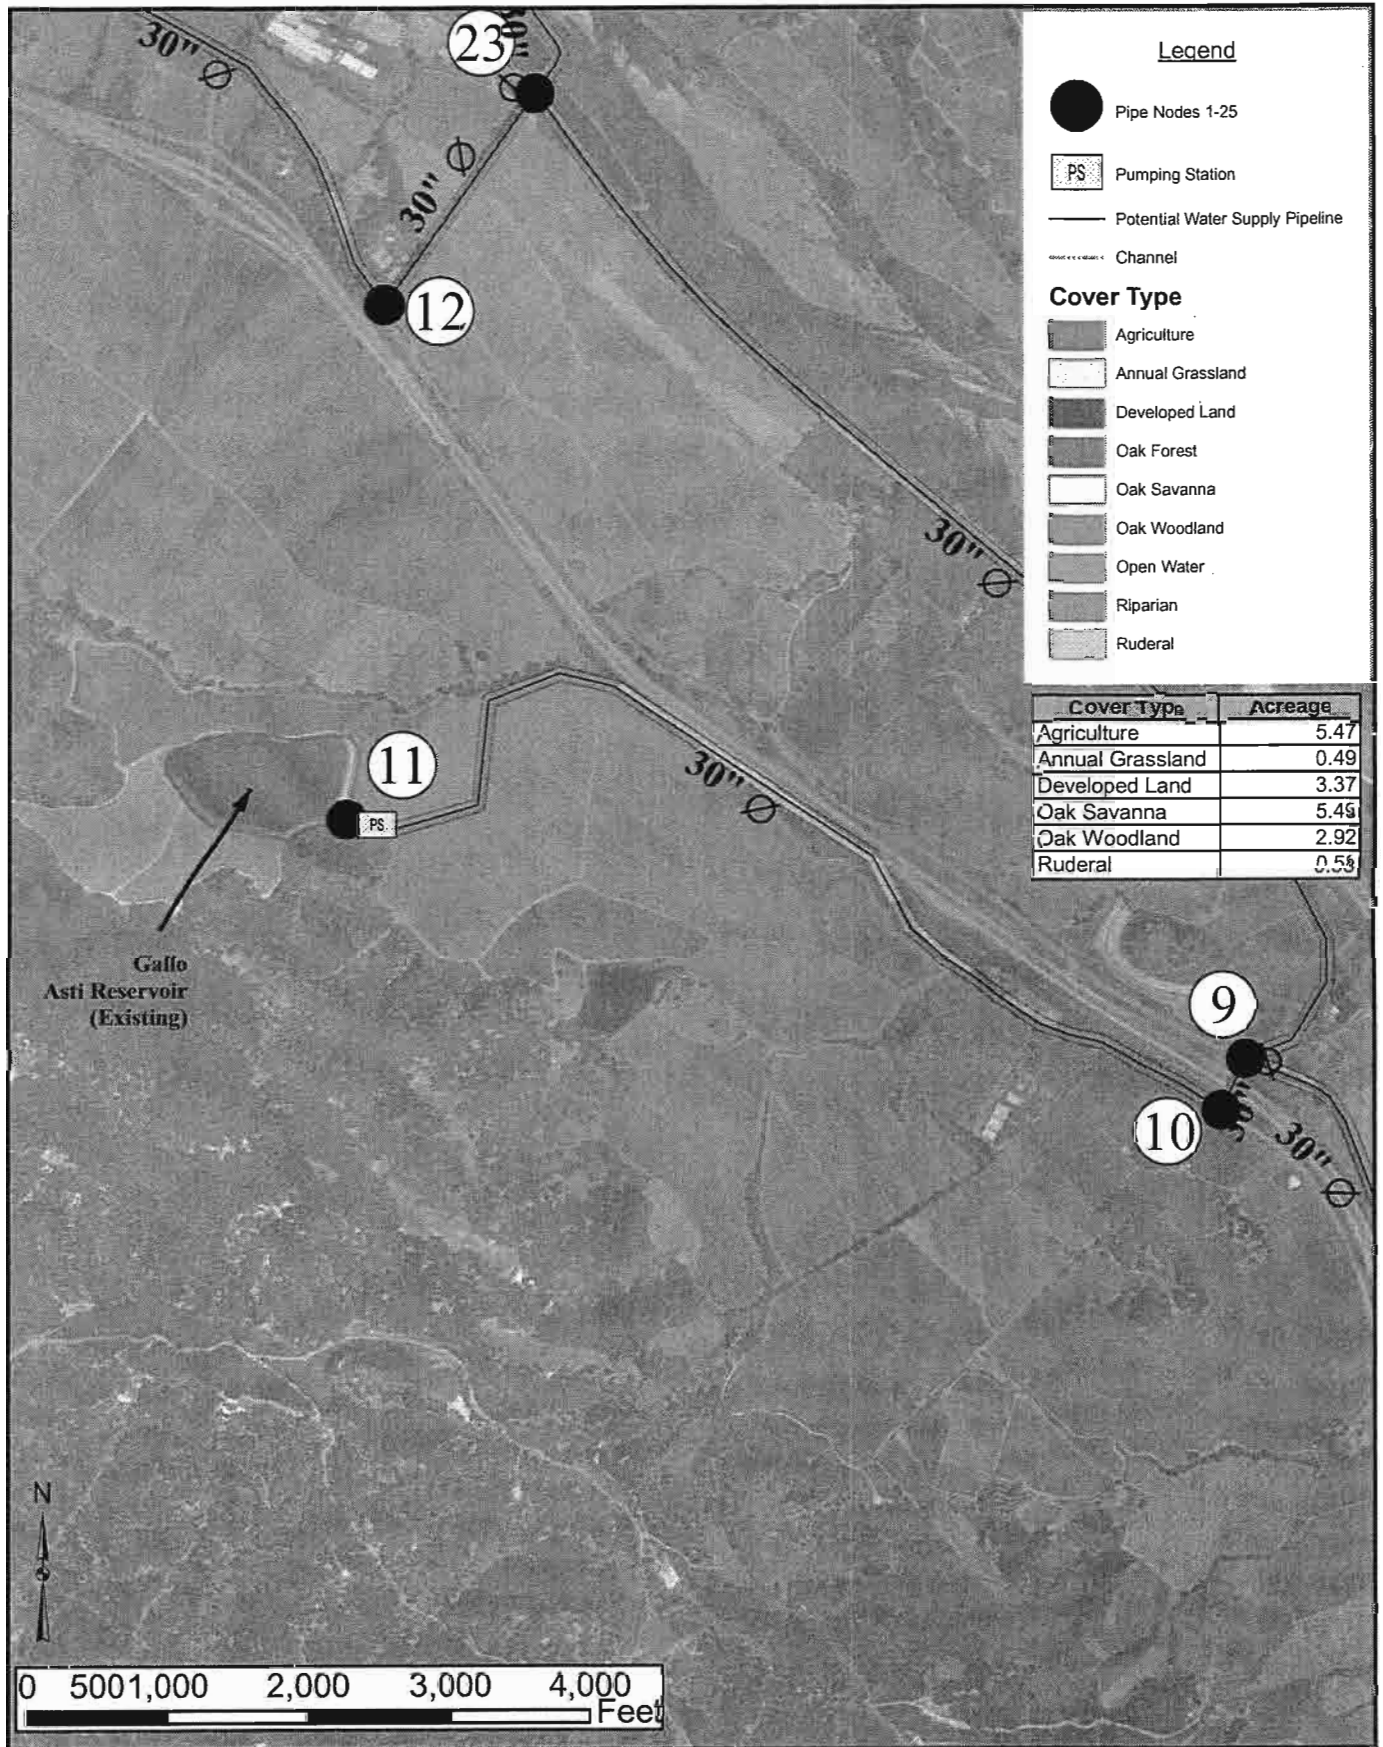 30" Ø
23
30" Ø
30" Ø
12
Legend
Pipe Nodes 1-25
PS Pumping Station
Potential Water Supply Pipeline
Channel
Cover Type
Agriculture
Annual Grassland
Developed Land
Oak Forest
Oak Savanna
Oak Woodland
Open Water
Riparian
Ruderal
30" Ø
Cover Type Acreage
Agriculture 5.47
Annual Grassland 0.49
Developed Land 3.37
Oak Savanna 5.49
Oak Woodland 2.92
Ruderal
11
PS
30" Ø
Gallo
Asti Reservoir
(Existing)
9
Ø
10
30" Ø
N
0 500 1,000 2,000 3,000 4,000
Feet